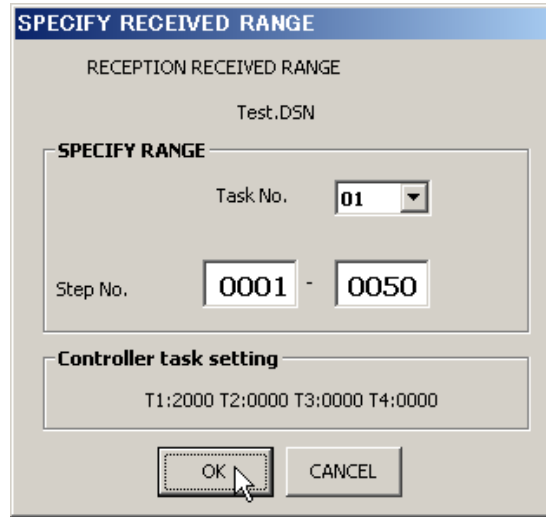 SPECIFY RECEIVED RANGE
RECEPTION RECEIVED RANGE
Test.DSN
SPECIFY RANGE
Task No. 01
Step No. 0001 - 0050
Controller task setting
T1:2000 T2:0000 T3:0000 T4:0000
OK CANCEL